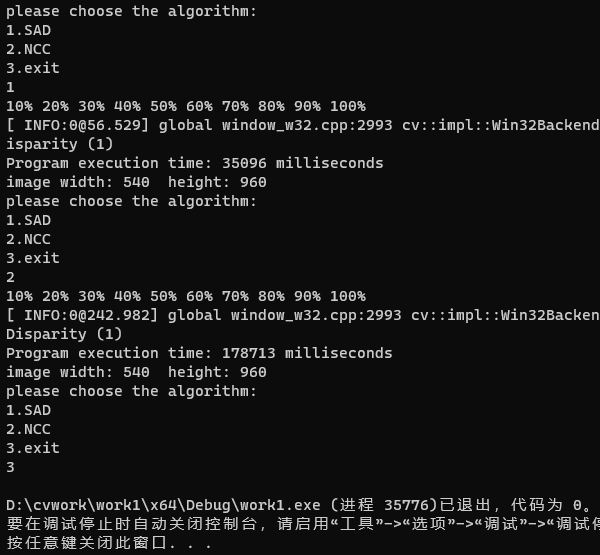 please choose the algorithm:
1.SAD
2.NCC
3.exit
1
10% 20% 30% 40% 50% 60% 70% 80% 90% 100%
[ INFO:0@56.529] global window_w32.cpp:2993 cv::impl::Win32Backend
isparity (1)
Program execution time: 35096 milliseconds
image width: 540  height: 960
please choose the algorithm:
1.SAD
2.NCC
3.exit
2
10% 20% 30% 40% 50% 60% 70% 80% 90% 100%
[ INFO:0@242.982] global window_w32.cpp:2993 cv::impl::Win32Backen
Disparity (1)
Program execution time: 178713 milliseconds
image width: 540  height: 960
please choose the algorithm:
1.SAD
2.NCC
3.exit
3
D:\cvwork\work1\x64\Debug\work1.exe (进程 35776)已退出，代码为 0。
要在调试停止时自动关闭控制台，请启用“工具”->“选项”->“调试”->“调试停
按任意键关闭此窗口. . .